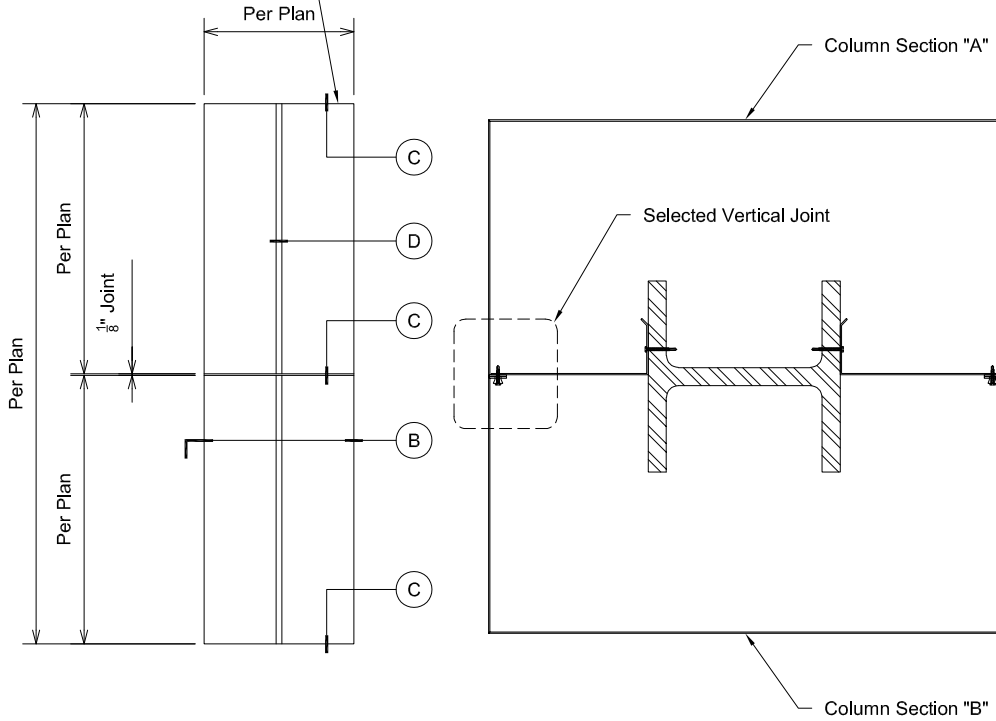 Per Plan
Column Section "A"
C
Selected Vertical Joint
D
Per Plan
1/8" Joint
C
Per Plan
B
Per Plan
C
Column Section "B"